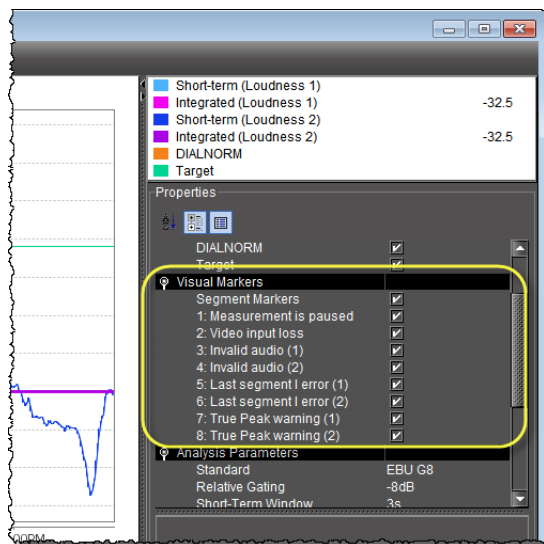 Short-term (Loudness 1)
Integrated (Loudness 1) -32.5
Short-term (Loudness 2)
Integrated (Loudness 2) -32.5
DIALNORM
Target
Properties
DIALNORM
Target
Visual Markers
Segment Markers
1: Measurement is paused
2: Video input loss
3: Invalid audio (1)
4: Invalid audio (2)
5: Last segment I error (1)
6: Last segment I error (2)
7: True Peak warning (1)
8: True Peak warning (2)
Analysis Parameters
Standard EBU G8
Relative Gating -8dB
Short-Term Window 3s
00PM